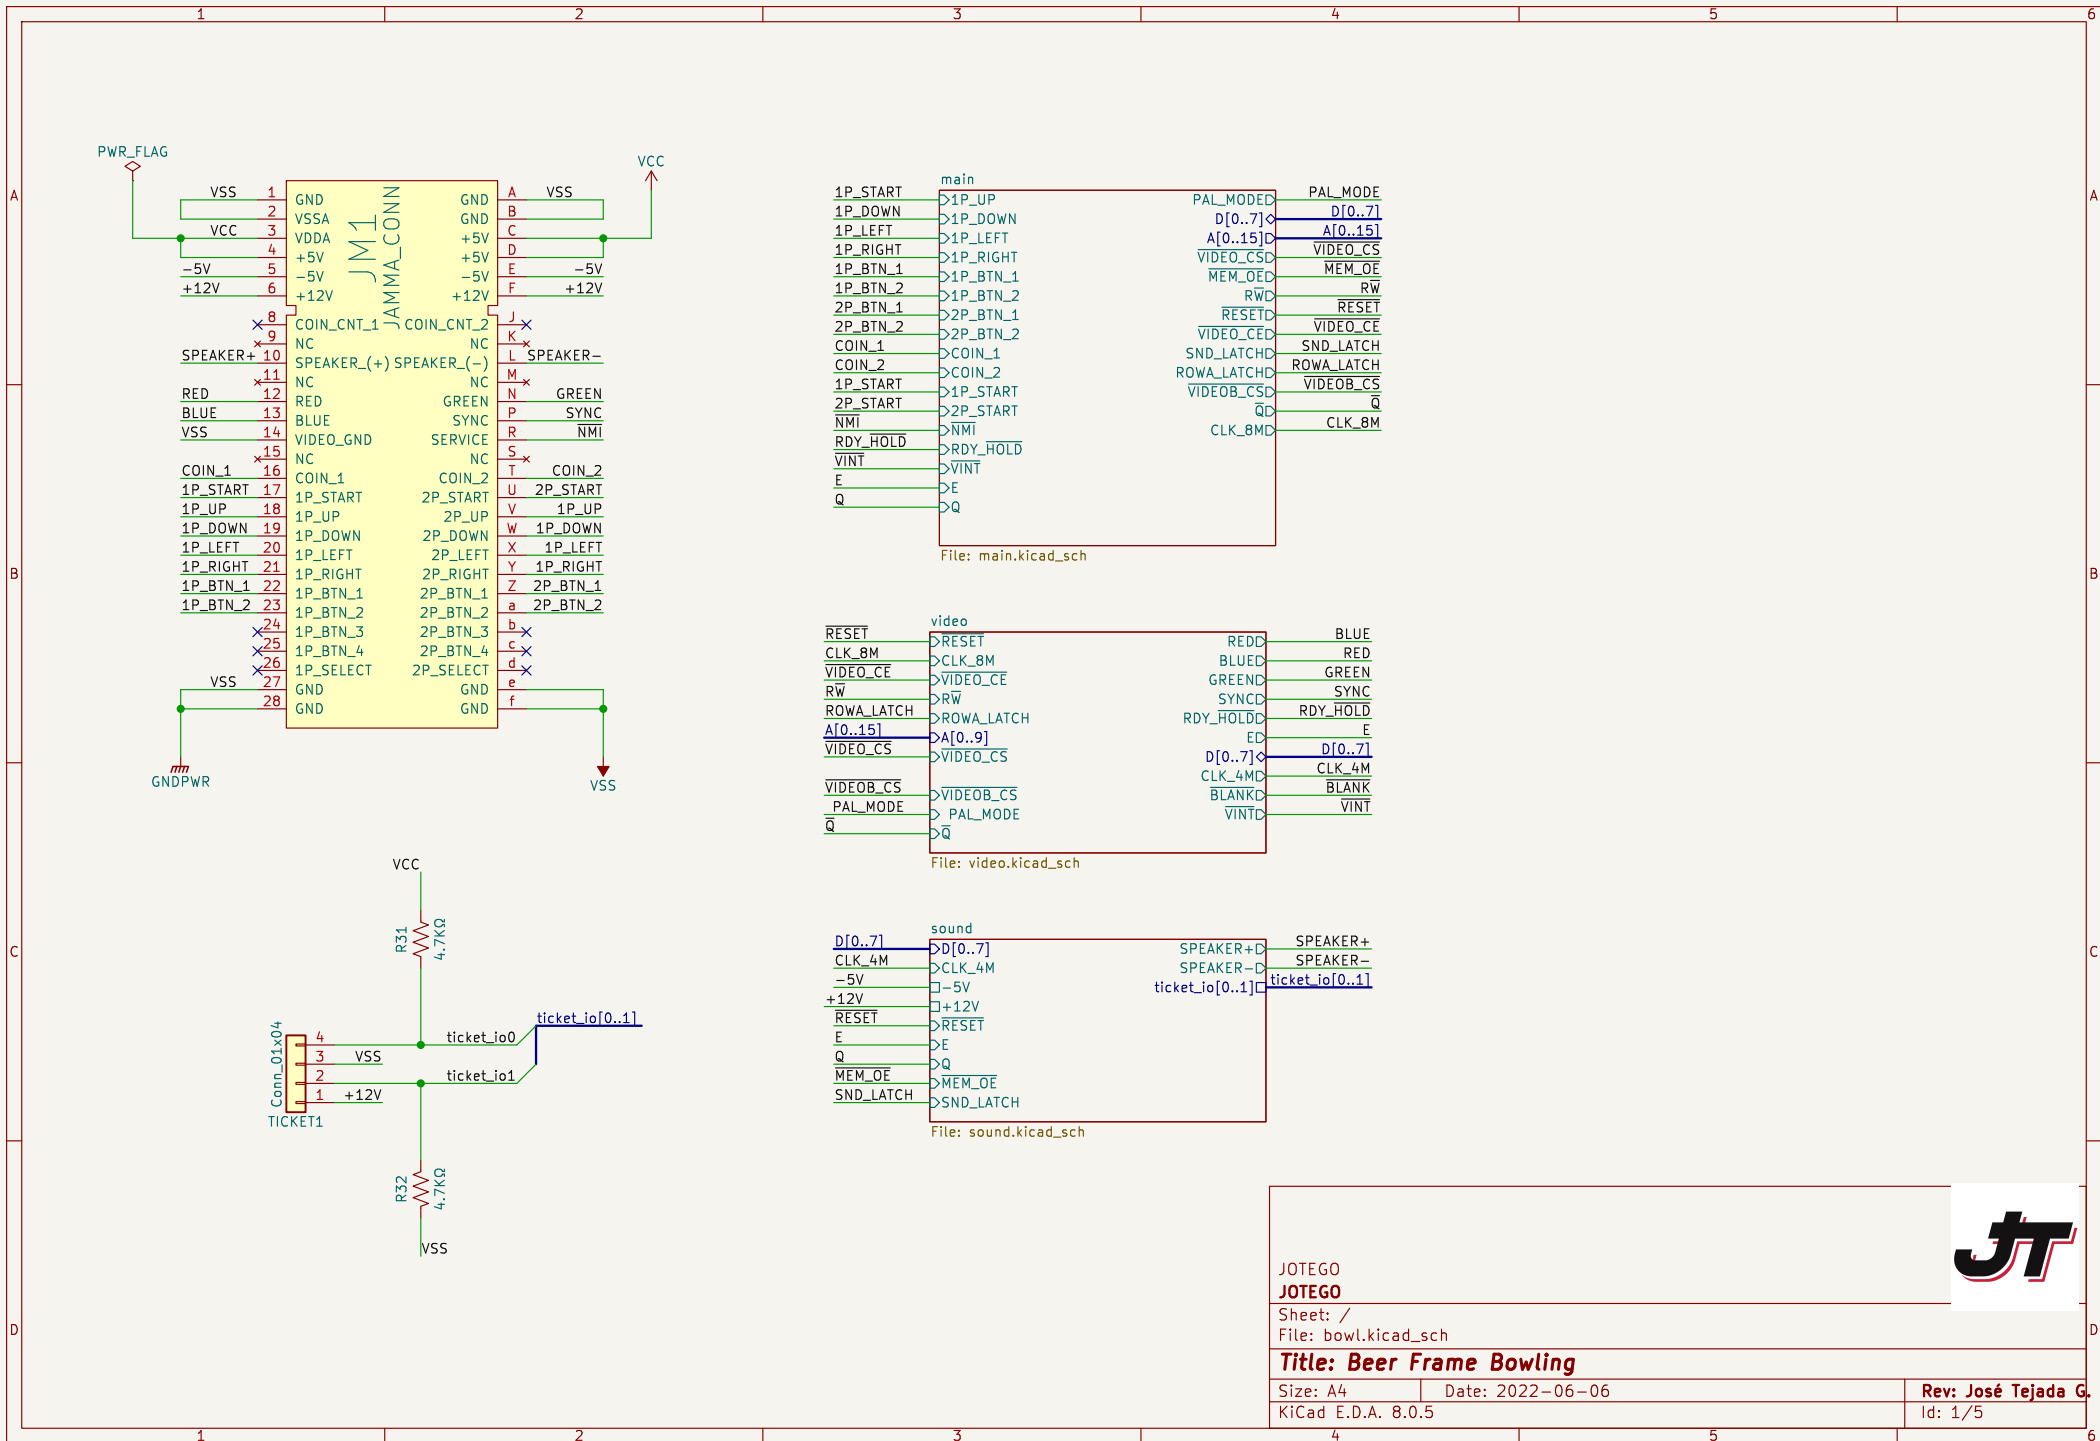 1 2 3 4 5 6
A
B
C
D
PWR_FLAG
VCC
JM1
JAMMA_CONN
VSS 1 GND GND A VSS
2 VSSA GND B
VCC 3 VDDA +5V C
4 +5V +5V D
-5V 5 -5V -5V E -5V
+12V 6 +12V +12V F +12V
8 COIN_CNT_1 COIN_CNT_2 J
9 NC NC K
SPEAKER+ 10 SPEAKER_(+) SPEAKER_(-) L SPEAKER-
11 NC NC M
RED 12 RED GREEN N GREEN
BLUE 13 BLUE SYNC P SYNC
VSS 14 VIDEO_GND SERVICE R NMI
15 NC NC S
COIN_1 16 COIN_1 COIN_2 T COIN_2
1P_START 17 1P_START 2P_START U 2P_START
1P_UP 18 1P_UP 2P_UP V 1P_UP
1P_DOWN 19 1P_DOWN 2P_DOWN W 1P_DOWN
1P_LEFT 20 1P_LEFT 2P_LEFT X 1P_LEFT
1P_RIGHT 21 1P_RIGHT 2P_RIGHT Y 1P_RIGHT
1P_BTN_1 22 1P_BTN_1 2P_BTN_1 Z 2P_BTN_1
1P_BTN_2 23 1P_BTN_2 2P_BTN_2 a 2P_BTN_2
24 1P_BTN_3 2P_BTN_3 b
25 1P_BTN_4 2P_BTN_4 c
26 1P_SELECT 2P_SELECT d
VSS 27 GND GND e
28 GND GND f
GNDPWR
VSS
main
1P_START 1P_UP PAL_MODE PAL_MODE
1P_DOWN 1P_DOWN D[0..7] D[0..7]
1P_LEFT 1P_LEFT A[0..15] A[0..15]
1P_RIGHT 1P_RIGHT VIDEO_CS VIDEO_CS
1P_BTN_1 1P_BTN_1 MEM_OE MEM_OE
1P_BTN_2 1P_BTN_2 RW RW
2P_BTN_1 2P_BTN_1 RESET RESET
2P_BTN_2 2P_BTN_2 VIDEO_CE VIDEO_CE
COIN_1 COIN_1 SND_LATCH SND_LATCH
COIN_2 COIN_2 ROWA_LATCH ROWA_LATCH
1P_START 1P_START VIDEOB_CS VIDEOB_CS
2P_START 2P_START Q Q
NMI NMI CLK_8M CLK_8M
RDY_HOLD RDY_HOLD
VINT VINT
E E
Q Q
File: main.kicad_sch
video
RESET RESET RED BLUE
CLK_8M CLK_8M BLUE RED
VIDEO_CE VIDEO_CE GREEN GREEN
RW RW SYNC SYNC
ROWA_LATCH ROWA_LATCH RDY_HOLD RDY_HOLD
A[0..15] A[0..9] E E
VIDEO_CS VIDEO_CS D[0..7] D[0..7]
CLK_4M CLK_4M
VIDEOB_CS VIDEOB_CS BLANK BLANK
PAL_MODE PAL_MODE VINT VINT
Q Q
File: video.kicad_sch
VCC
R31
4.7KΩ
ticket_io[0..1]
Conn_01x04
4 ticket_io0
3 VSS
2 ticket_io1
1 +12V
TICKET1
R32
4.7KΩ
VSS
sound
D[0..7] D[0..7] SPEAKER+ SPEAKER+
CLK_4M CLK_4M SPEAKER- SPEAKER-
-5V -5V ticket_io[0..1] ticket_io[0..1]
+12V +12V
RESET RESET
E E
Q Q
MEM_OE MEM_OE
SND_LATCH SND_LATCH
File: sound.kicad_sch
JT
JOTEGO
JOTEGO
Sheet: /
File: bowl.kicad_sch
Title: Beer Frame Bowling
Size: A4 Date: 2022-06-06 Rev: José Tejada G.
KiCad E.D.A. 8.0.5 Id: 1/5
A
B
C
D
1 2 3 4 5 6